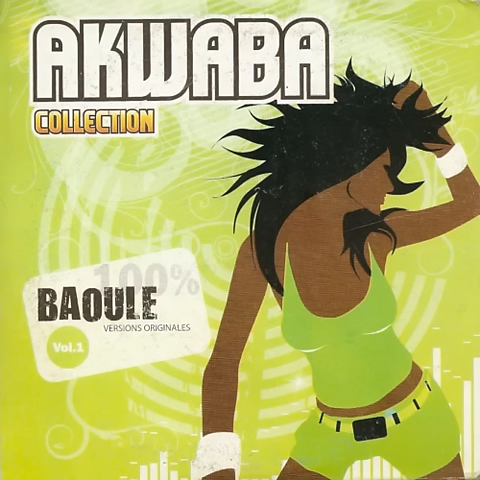 AKWABA
COLLECTION
100%
BAOULE
VERSIONS ORIGINALES
Vol.1